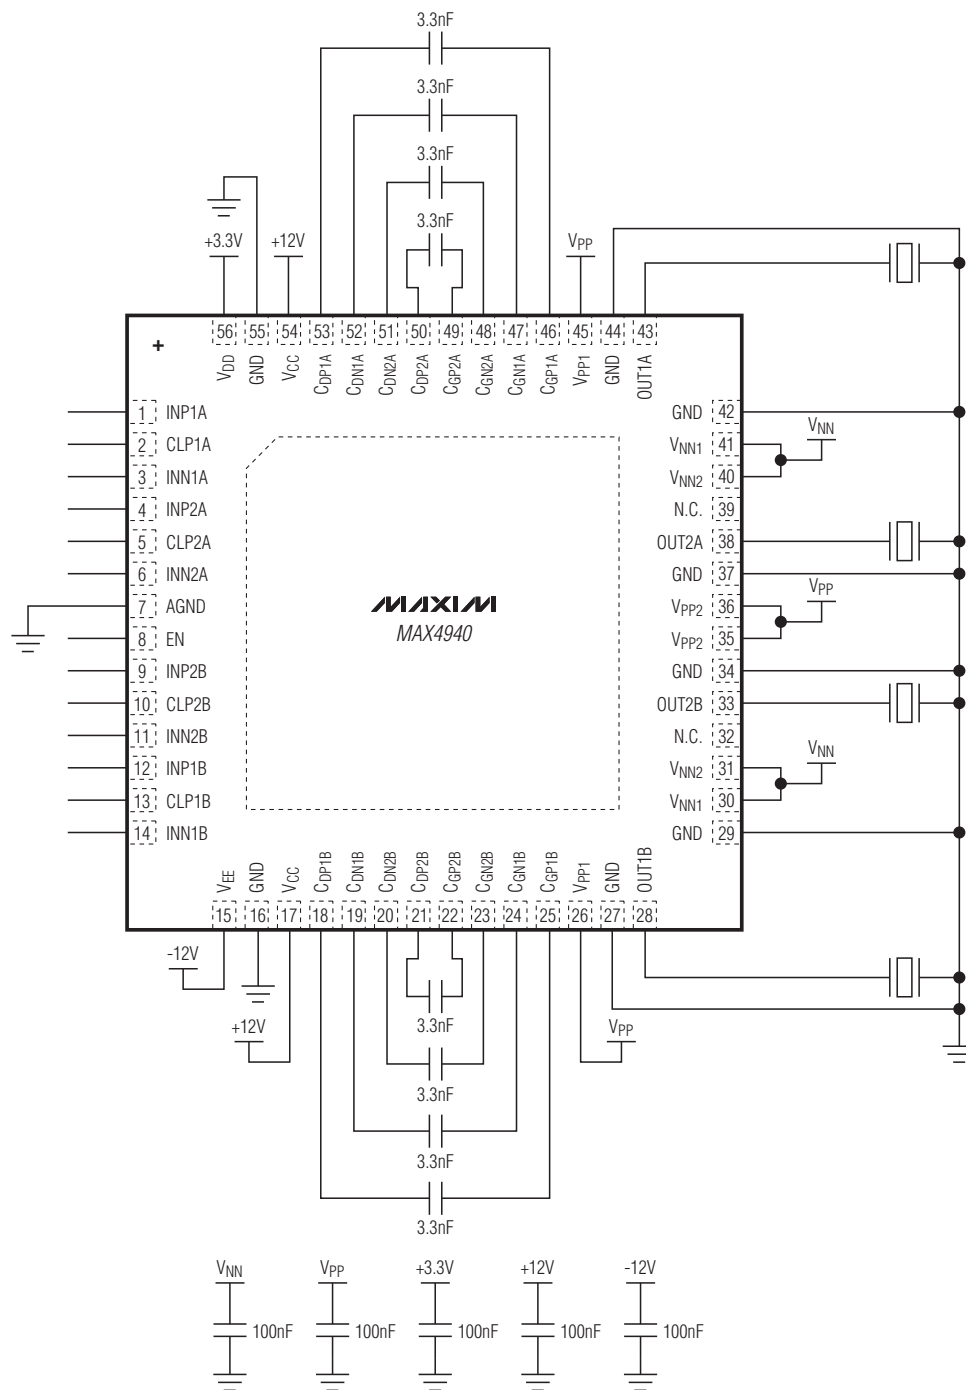 3.3nF
3.3nF
3.3nF
3.3nF
+3.3V +12V VPP
56 55 54 53 52 51 50 49 48 47 46 45 44 43
VDD GND VCC CDP1A CDN1A CDN2A CDP2A CGP2A CGN2A CGN1A CGP1A VPP1 GND OUT1A
+
1 INP1A GND 42
2 CLP1A VNN1 41 VNN
3 INN1A VNN2 40
4 INP2A N.C. 39
5 CLP2A OUT2A 38
6 INN2A GND 37
7 AGND VPP2 36 VPP
8 EN VPP2 35
9 INP2B GND 34
10 CLP2B OUT2B 33
11 INN2B N.C. 32
12 INP1B VNN2 31 VNN
13 CLP1B VNN1 30
14 INN1B GND 29
MAXIM
MAX4940
VEE GND VCC CDP1B CDN1B CDN2B CDP2B CGP2B CGN2B CGN1B CGP1B VPP1 GND OUT1B
15 16 17 18 19 20 21 22 23 24 25 26 27 28
-12V
+12V 3.3nF VPP
3.3nF
3.3nF
3.3nF
VNN VPP +3.3V +12V -12V
100nF 100nF 100nF 100nF 100nF